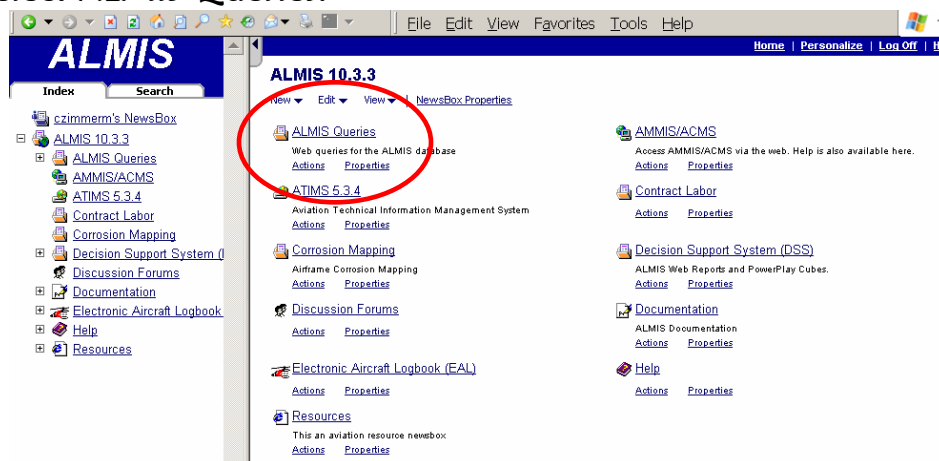 File Edit View Favorites Tools Help
ALMIS
Index Search
czimmerm's NewsBox
ALMIS 10.3.3
ALMIS Queries
AMMIS/ACMS
ATIMS 5.3.4
Contract Labor
Corrosion Mapping
Decision Support System (
Discussion Forums
Documentation
Electronic Aircraft Logbook
Help
Resources
Home | Personalize | Log Off |
ALMIS 10.3.3
New Edit View | NewsBox Properties
ALMIS Queries
Web queries for the ALMIS database
Actions Properties
AMMIS/ACMS
Access AMMIS/ACMS via the web. Help is also available here.
Actions Properties
ATIMS 5.3.4
Aviation Technical Information Management System
Actions Properties
Contract Labor
Actions Properties
Corrosion Mapping
Airframe Corrosion Mapping
Actions Properties
Decision Support System (DSS)
ALMIS Web Reports and PowerPlay Cubes.
Actions Properties
Discussion Forums
Actions Properties
Documentation
ALMIS Documentation
Actions Properties
Electronic Aircraft Logbook (EAL)
Actions Properties
Help
Actions Properties
Resources
This an aviation resource newsbox
Actions Properties